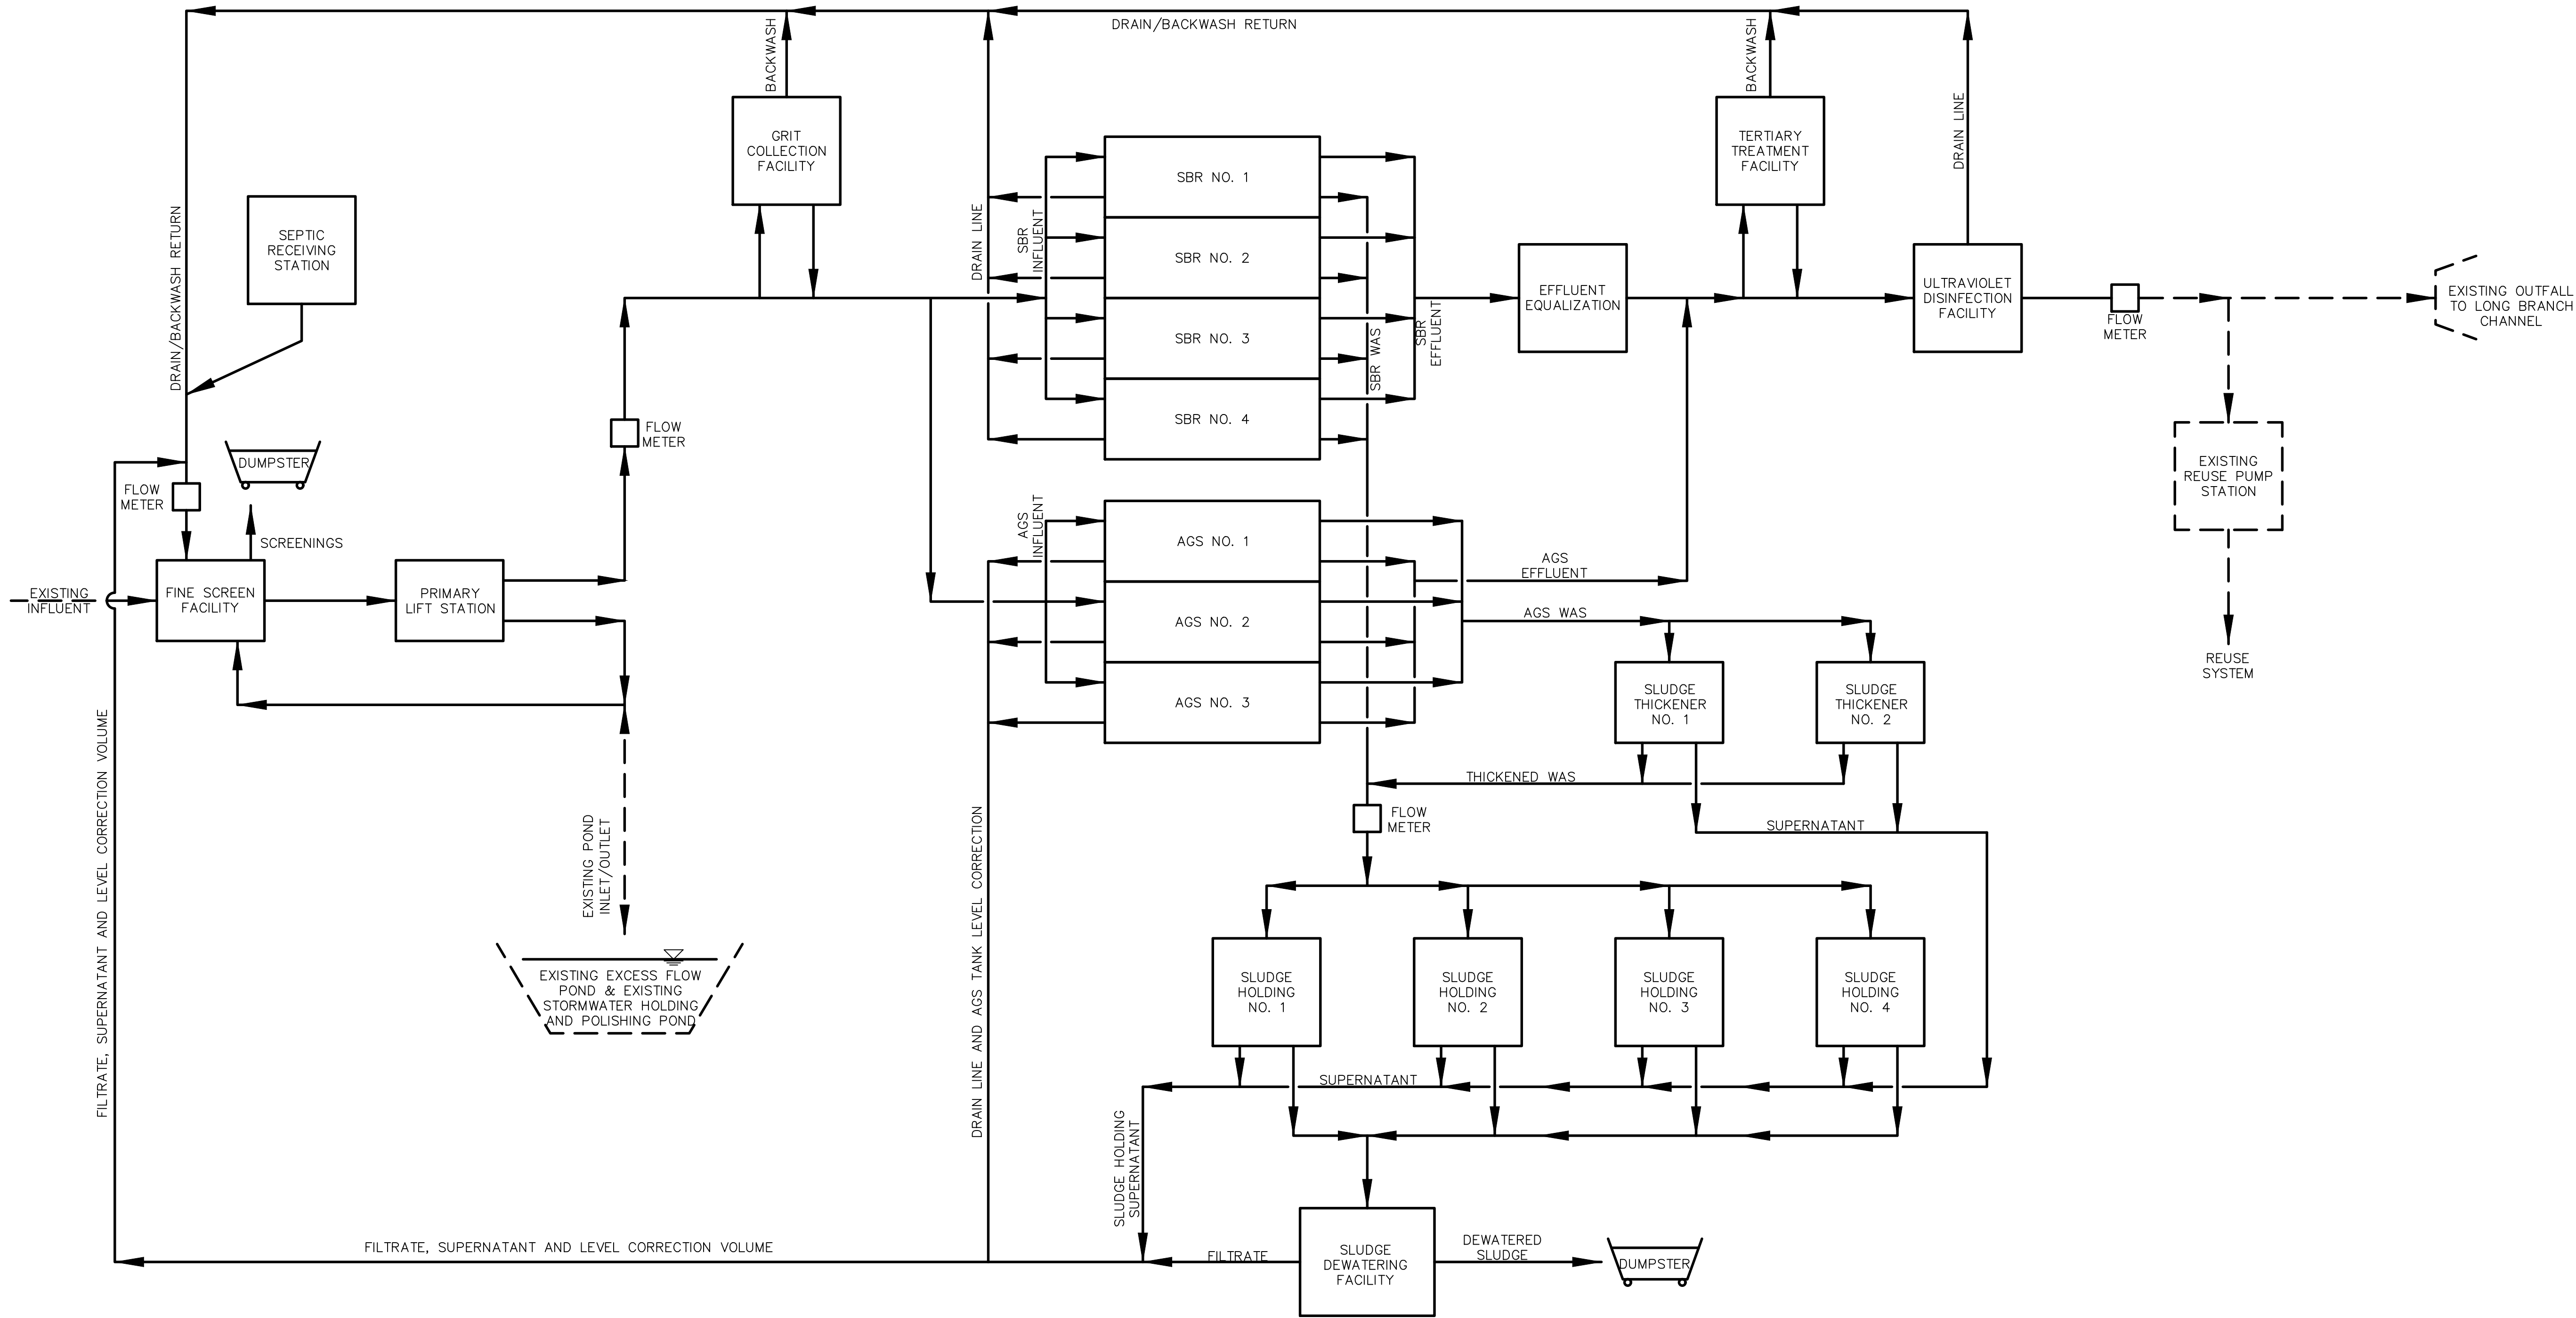 DRAIN/BACKWASH RETURN
BACKWASH
BACKWASH
DRAIN LINE
GRIT
COLLECTION
FACILITY
TERTIARY
TREATMENT
FACILITY
DRAIN/BACKWASH RETURN
SEPTIC
RECEIVING
STATION
DRAIN LINE
SBR
INFLUENT
SBR NO. 1
SBR NO. 2
SBR NO. 3
SBR NO. 4
SBR WAS
SBR
EFFLUENT
EFFLUENT
EQUALIZATION
ULTRAVIOLET
DISINFECTION
FACILITY
FLOW
METER
EXISTING OUTFALL
TO LONG BRANCH
CHANNEL
FLOW
METER
DUMPSTER
FLOW
METER
SCREENINGS
EXISTING
REUSE PUMP
STATION
REUSE
SYSTEM
EXISTING
INFLUENT
FINE SCREEN
FACILITY
PRIMARY
LIFT STATION
AGS
INFLUENT
AGS NO. 1
AGS NO. 2
AGS NO. 3
AGS
EFFLUENT
AGS WAS
SLUDGE
THICKENER
NO. 1
SLUDGE
THICKENER
NO. 2
THICKENED WAS
FLOW
METER
SUPERNATANT
FILTRATE, SUPERNATANT AND LEVEL CORRECTION VOLUME
EXISTING POND
INLET/OUTLET
DRAIN LINE AND AGS TANK LEVEL CORRECTION
EXISTING EXCESS FLOW
POND & EXISTING
STORMWATER HOLDING
AND POLISHING POND
SLUDGE
HOLDING
NO. 1
SLUDGE
HOLDING
NO. 2
SLUDGE
HOLDING
NO. 3
SLUDGE
HOLDING
NO. 4
SUPERNATANT
SLUDGE HOLDING
SUPERNATANT
FILTRATE, SUPERNATANT AND LEVEL CORRECTION VOLUME
FILTRATE
SLUDGE
DEWATERING
FACILITY
DEWATERED
SLUDGE
DUMPSTER